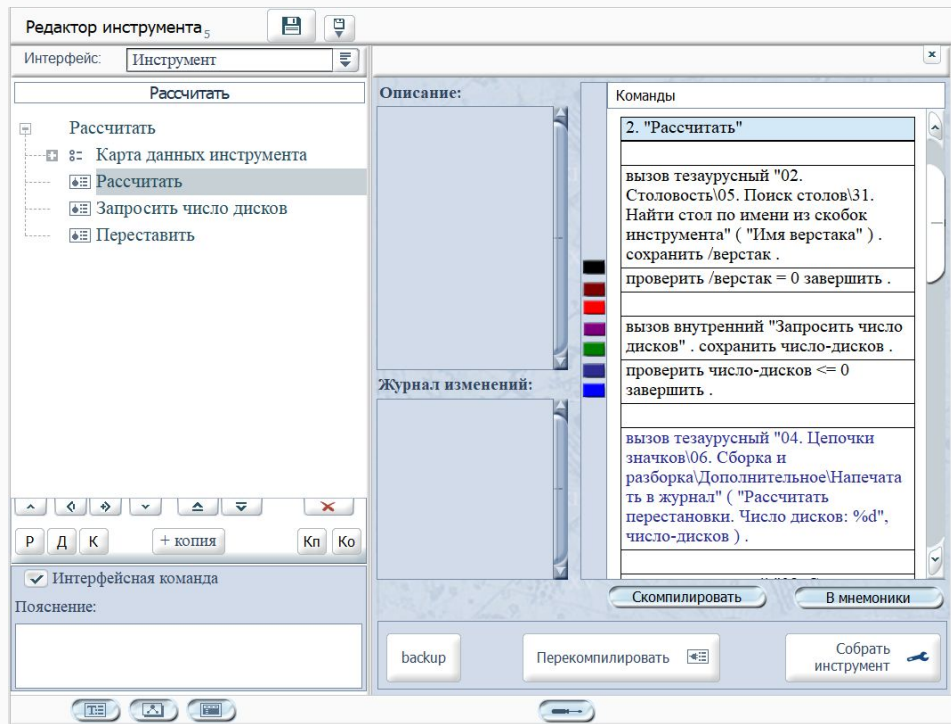 Редактор инструмента5
Интерфейс:
Инструмент
Рассчитать
Рассчитать
Карта данных инструмента
Рассчитать
Запросить число дисков
Переставить
Р
Д
К
+ копия
Кп
Ко
Интерфейсная команда
Пояснение:
Описание:
Журнал изменений:
Команды
2. "Рассчитать"
вызов тезаурусный "02.
Столовость\05. Поиск столов\31.
Найти стол по имени из скобок
инструмента" ( "Имя верстака" ) .
сохранить /верстак .
проверить /верстак = 0 завершить .
вызов внутренний "Запросить число
дисков" . сохранить число-дисков .
проверить число-дисков <= 0
завершить .
вызов тезаурусный "04. Цепочки
значков\06. Сборка и
разборка\Дополнительное\Напечата
ть в журнал" ( "Рассчитать
перестановки. Число дисков: %d",
число-дисков ) .
Скомпилировать
В мнемоники
backup
Перекомпилировать
Собрать
инструмент